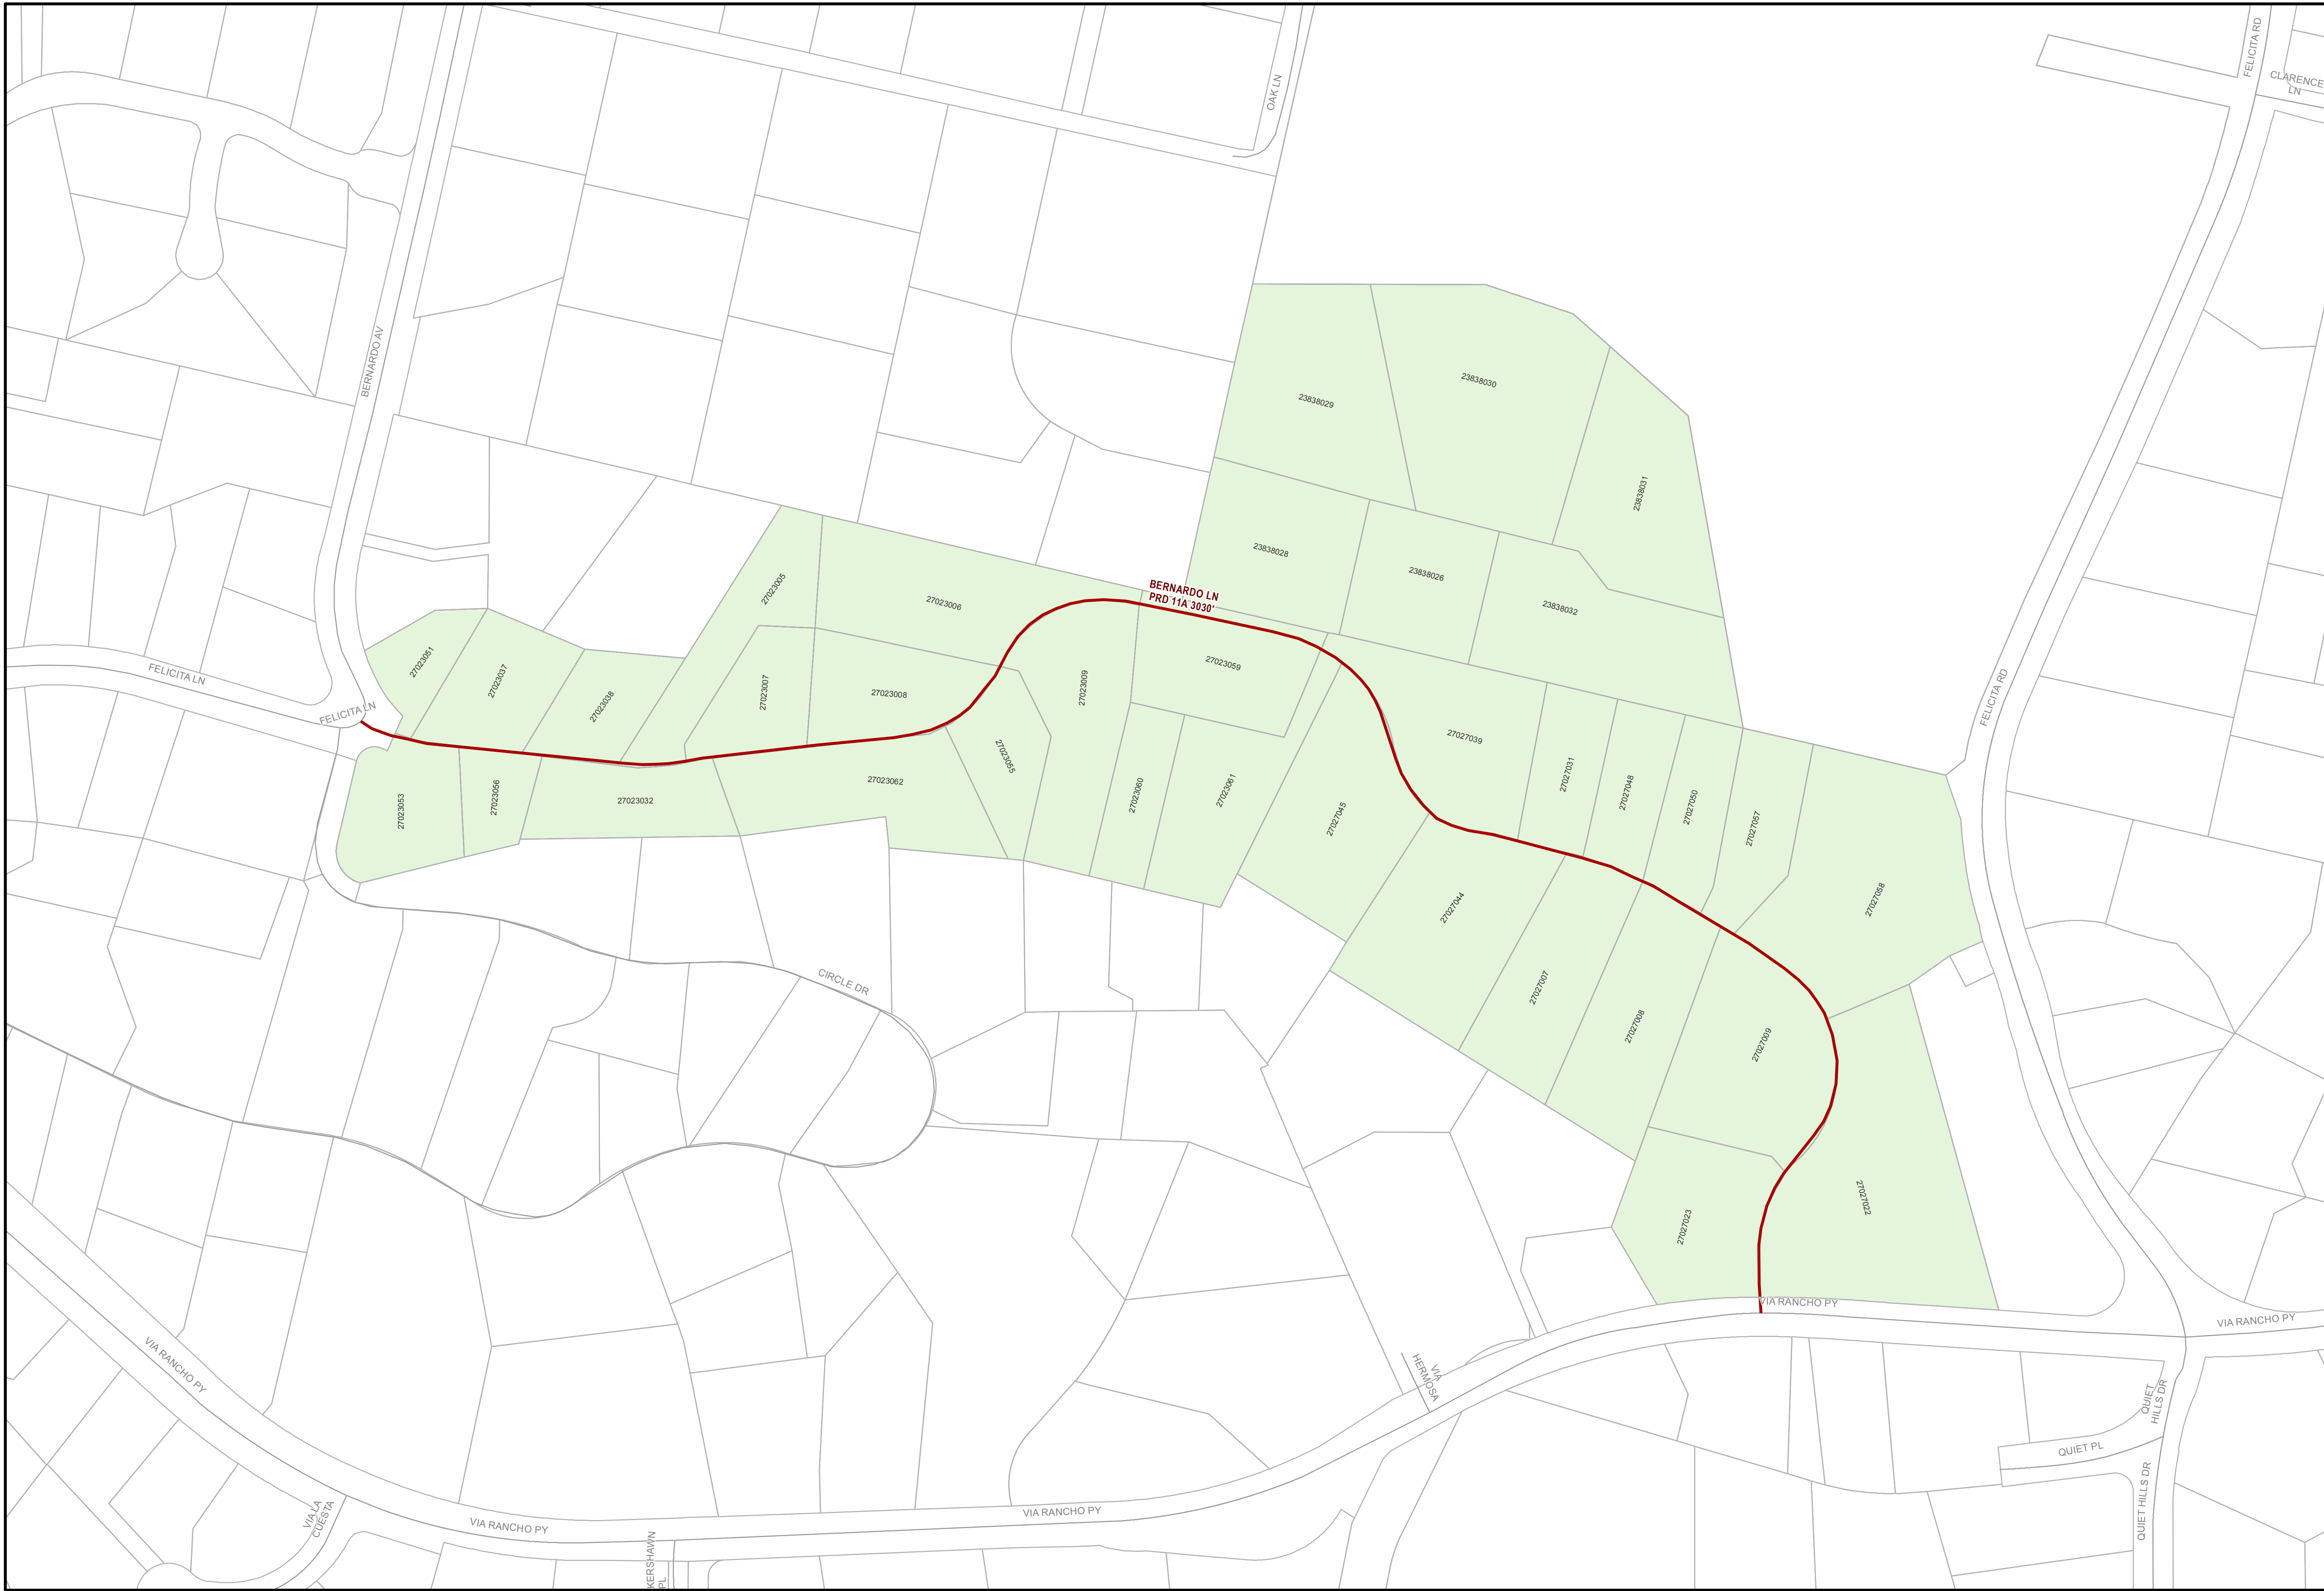 FELICITA RD
CLARENCE
LN
OAK LN
BERNARDO AV
23838030
23838029
23838031
23838028
23838026
23838032
BERNARDO LN
PRD 11A 3030'
27023005
27023006
27023051
27023037
27023038
27023007
27023008
27023009
27023059
FELICITA LN
FELICITA LN
27023053
27023056
27023032
27023062
27023055
27023060
27023061
27027045
27027039
27027031
27027048
27027050
27027057
27027058
FELICITA RD
27027044
27027007
27027008
27027009
27027022
27027023
CIRCLE DR
VIA RANCHO PY
VIA RANCHO PY
VIA RANCHO PY
VIA
HERMOSA
QUIET
HILLS DR
QUIET PL
QUIET HILLS DR
VIA LA
CUESTA
VIA RANCHO PY
VIA RANCHO PY
KERSHAWN
PL